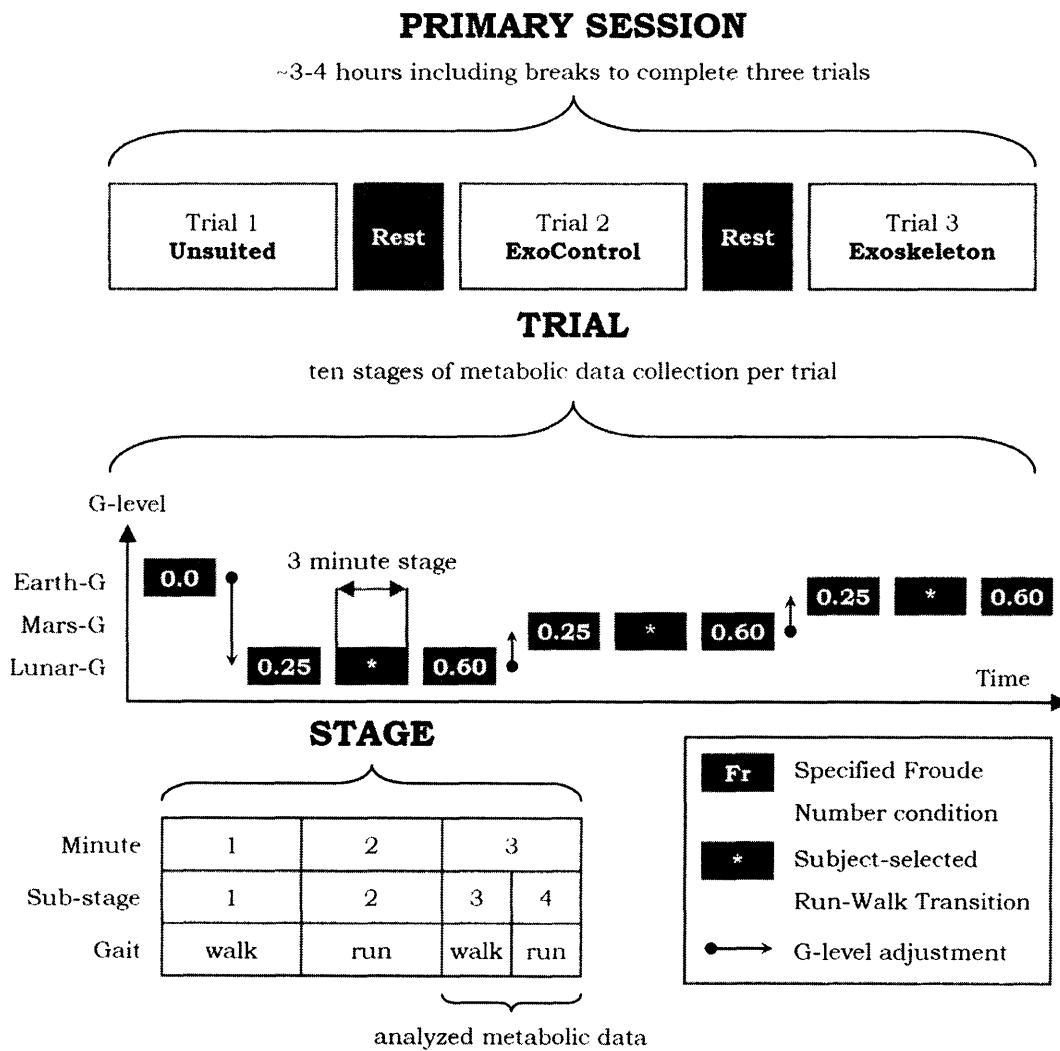 PRIMARY SESSION
~3-4 hours including breaks to complete three trials
Trial 1
Unsuited
Rest
Trial 2
ExoControl
Rest
Trial 3
Exoskeleton
TRIAL
ten stages of metabolic data collection per trial
G-level
Earth-G
Mars-G
Lunar-G
0.0
3 minute stage
0.25
*
0.60
0.25
*
0.60
0.25
*
0.60
Time
STAGE
Minute 1 2 3
Sub-stage 1 2 3 4
Gait walk run walk run
analyzed metabolic data
Fr Specified Froude
Number condition
* Subject-selected
Run-Walk Transition
G-level adjustment